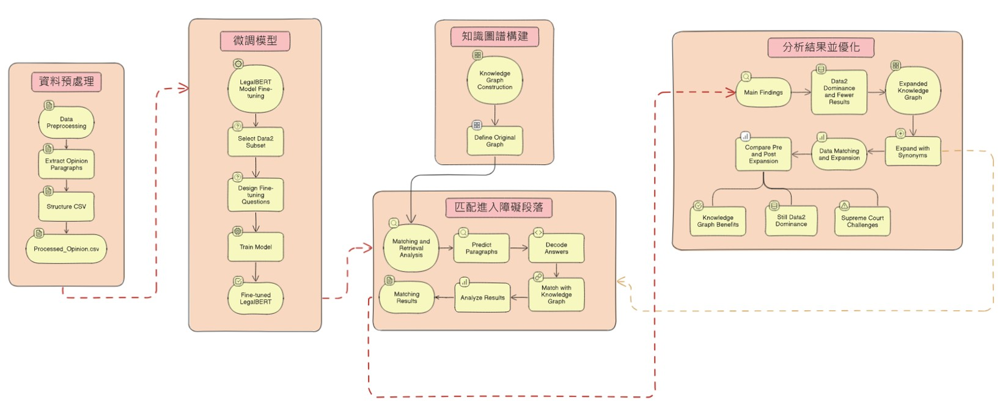 資料預處理
Data
Preprocessing
Extract Opinion
Paragraphs
Structure CSV
Processed_Opinion.csv
微調模型
LegalBERT
Model Fine-
tuning
Select Data2
Subset
Design Fine-
tuning
Questions
Train Model
Fine-tuned
LegalBERT
知識圖譜構建
Knowledge
Graph
Construction
Define Original
Graph
匹配進入障礙段落
Matching and
Retrieval
Analysis
Predict
Paragraphs
Decode
Answers
Match with
Knowledge
Graph
Analyze Results
Matching
Results
分析結果並優化
Main Findings
Data2
Dominance
and Fewer
Results
Expanded
Knowledge
Graph
Expand with
Synonyms
Data Matching
and Expansion
Compare Pre
and Post
Expansion
Knowledge
Graph Benefits
Still Data2
Dominance
Supreme Court
Challenges